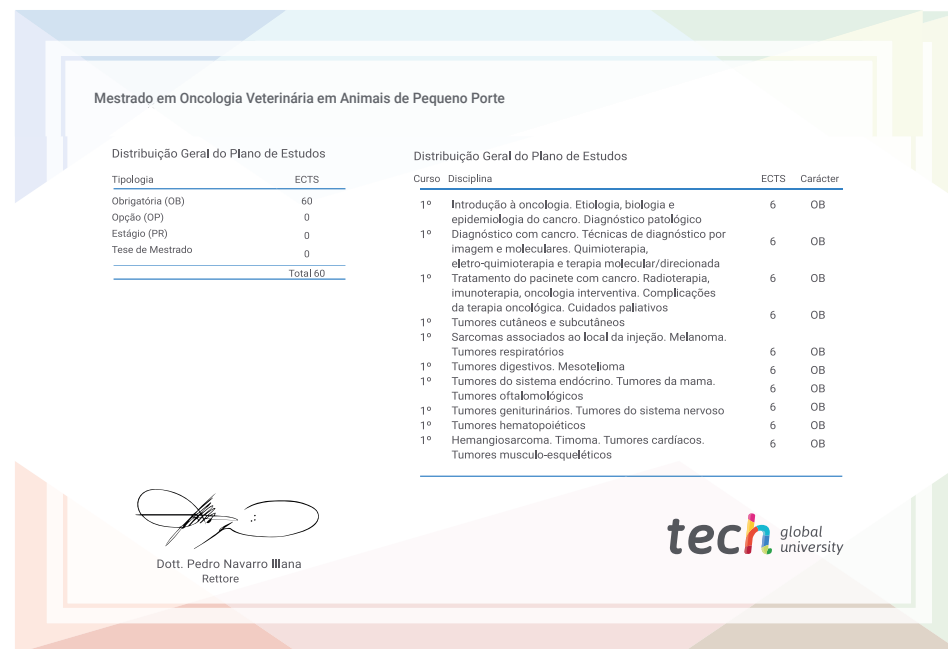 Mestrado em Oncologia Veterinária em Animais de Pequeno Porte
Distribuição Geral do Plano de Estudos
Tipologia ECTS
Obrigatória (OB) 60
Opção (OP) 0
Estágio (PR) 0
Tese de Mestrado 0
Total 60
Distribuição Geral do Plano de Estudos
Curso Disciplina ECTS Carácter
1º Introdução à oncologia. Etiologia, biologia e 6 OB
epidemiologia do cancro. Diagnóstico patológico
1º Diagnóstico com cancro. Técnicas de diagnóstico por
imagem e moleculares. Quimioterapia, 6 OB
eletro-quimioterapia e terapia molecular/direcionada
1º Tratamento do pacinete com cancro. Radioterapia, 6 OB
imunoterapia, oncologia interventiva. Complicações
da terapia oncológica. Cuidados paliativos
1º Tumores cutâneos e subcutâneos 6 OB
1º Sarcomas associados ao local da injeção. Melanoma.
Tumores respiratórios 6 OB
1º Tumores digestivos. Mesotelioma 6 OB
1º Tumores do sistema endócrino. Tumores da mama. 6 OB
Tumores oftalomológicos
1º Tumores geniturinários. Tumores do sistema nervoso 6 OB
1º Tumores hematopoiéticos 6 OB
1º Hemangiosarcoma. Timoma. Tumores cardíacos. 6 OB
Tumores musculo-esqueléticos
Dott. Pedro Navarro Illana
Rettore
tech global
university